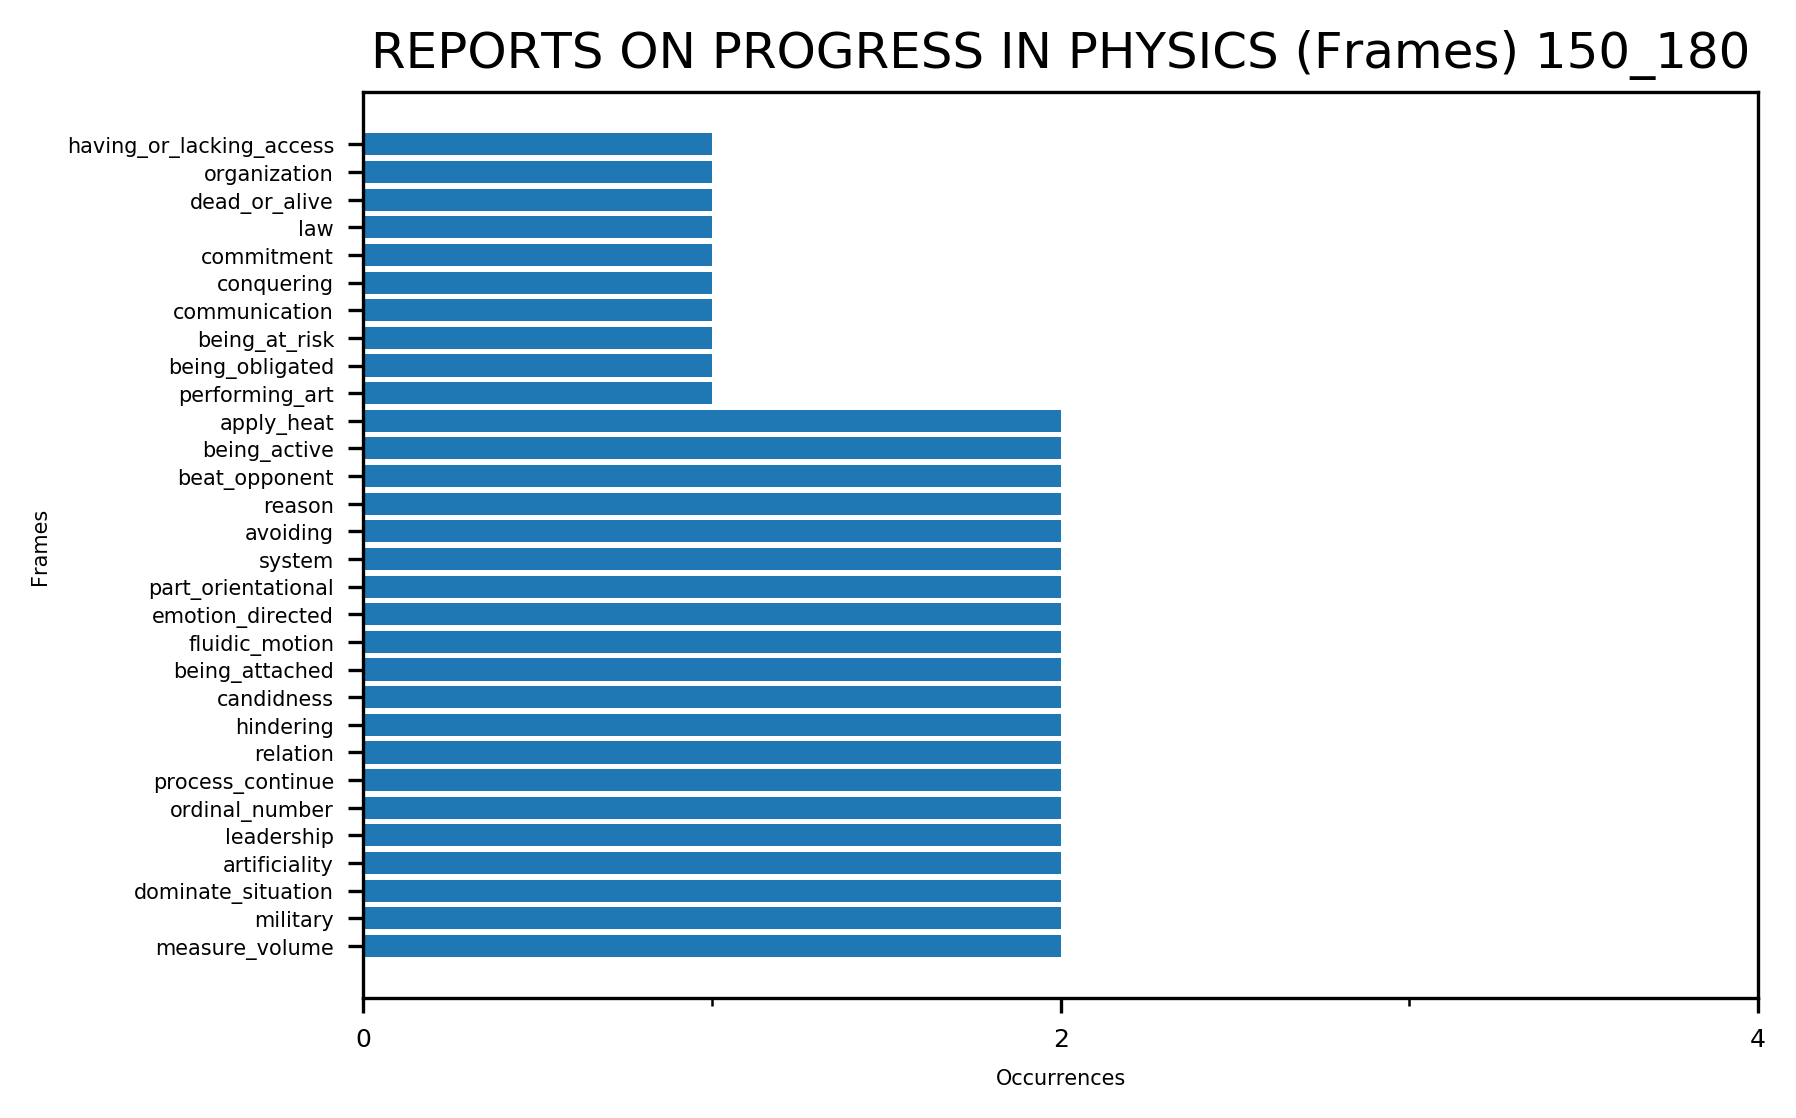 REPORTS ON PROGRESS IN PHYSICS (Frames) 150_180
having_or_lacking_access
organization
dead_or_alive
law
commitment
conquering
communication
being_at_risk
being_obligated
performing_art
apply_heat
being_active
beat_opponent
reason
avoiding
system
part_orientational
emotion_directed
fluidic_motion
being_attached
candidness
hindering
relation
process_continue
ordinal_number
leadership
artificiality
dominate_situation
military
measure_volume
Frames
0 2 4
Occurrences